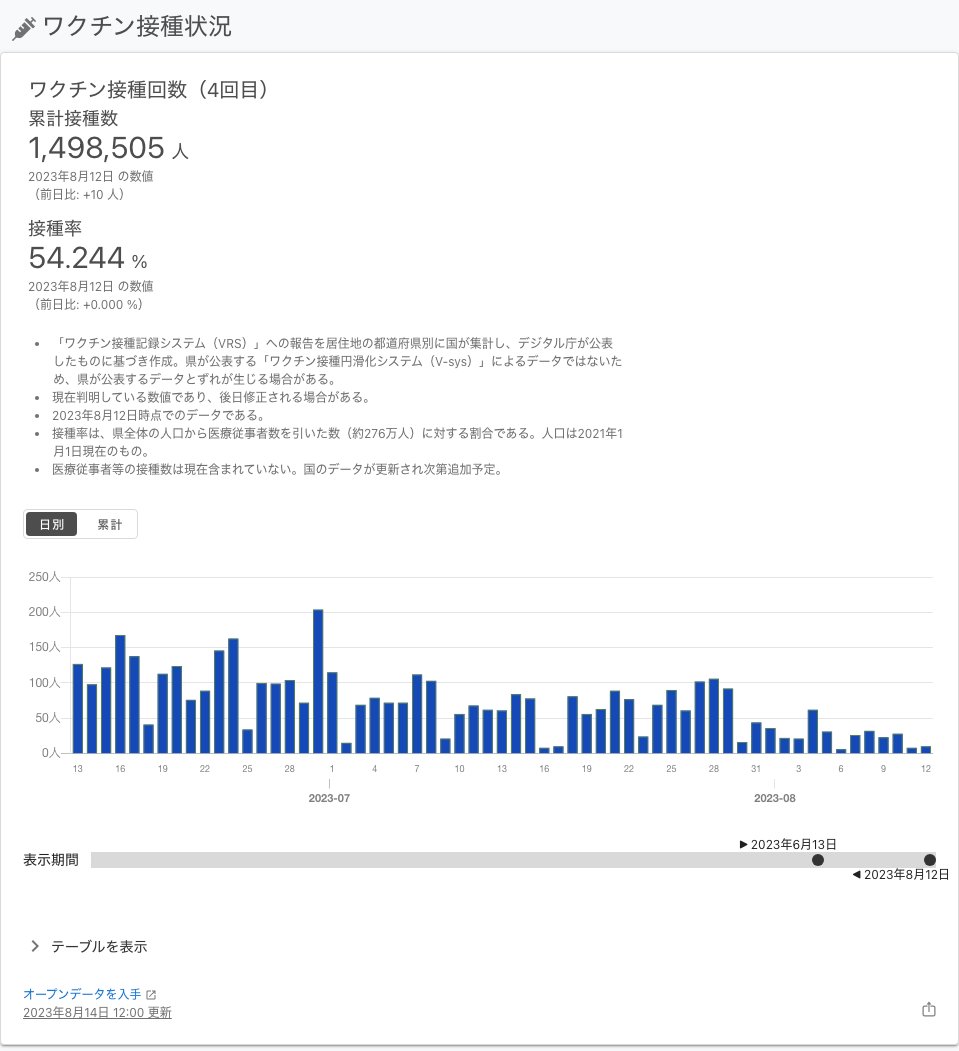 ワクチン接種状況
ワクチン接種回数（4回目）
累計接種数
1,498,505 人
2023年8月12日 の数値
（前日比: +10 人）
接種率
54.244 %
2023年8月12日 の数値
（前日比: +0.000 %）
• 「ワクチン接種記録システム（VRS）」への報告を居住地の都道府県別に国が集計し、デジタル庁が公表
したものに基づき作成。県が公表する「ワクチン接種円滑化システム（V-sys）」によるデータではないた
め、県が公表するデータとずれが生じる場合がある。
• 現在判明している数値であり、後日修正される場合がある。
• 2023年8月12日時点でのデータである。
• 接種率は、県全体の人口から医療従事者数を引いた数（約276万人）に対する割合である。人口は2021年1
月1日現在のもの。
• 医療従事者等の接種数は現在含まれていない。国のデータが更新され次第追加予定。
日別 累計
250人
200人
150人
100人
50人
0人
13 16 19 22 25 28 1 4 7 10 13 16 19 22 25 28 31 3 6 9 12
2023-07 2023-08
▶ 2023年6月13日
表示期間
◀ 2023年8月12日
テーブルを表示
オープンデータを入手
2023年8月14日 12:00 更新